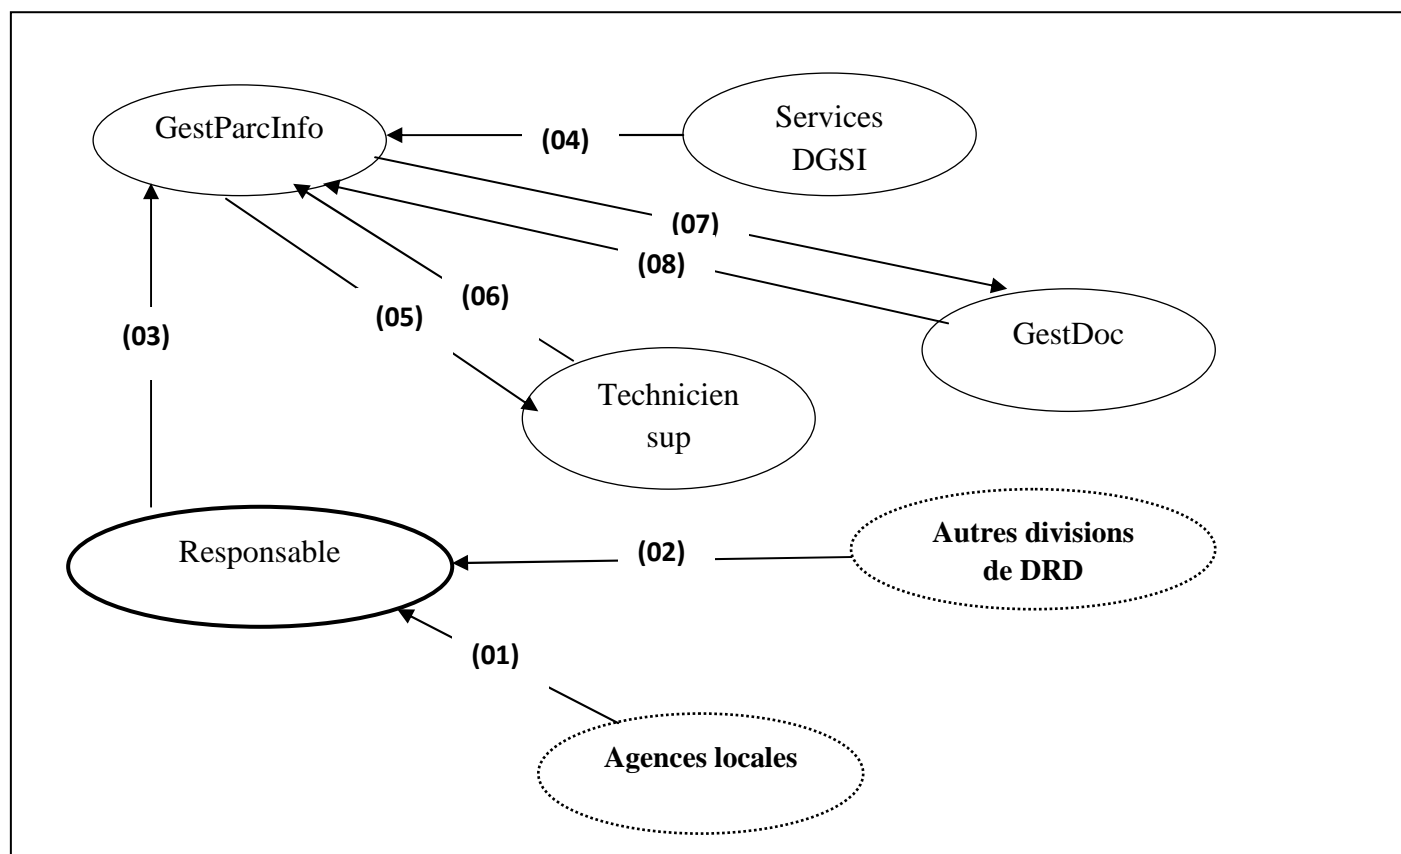 GestParcInfo
Services
DGSI
(04)
(07)
(08)
(06)
(05)
(03)
GestDoc
Technicien
sup
Responsable
(02)
Autres divisions
de DRD
(01)
Agences locales